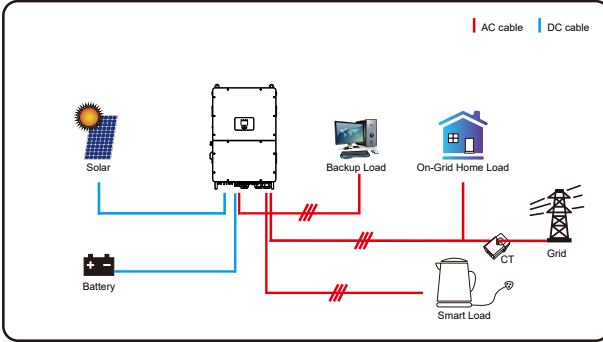 AC cable
DC cable
Solar
Backup Load
On-Grid Home Load
CT
Grid
Battery
Smart Load